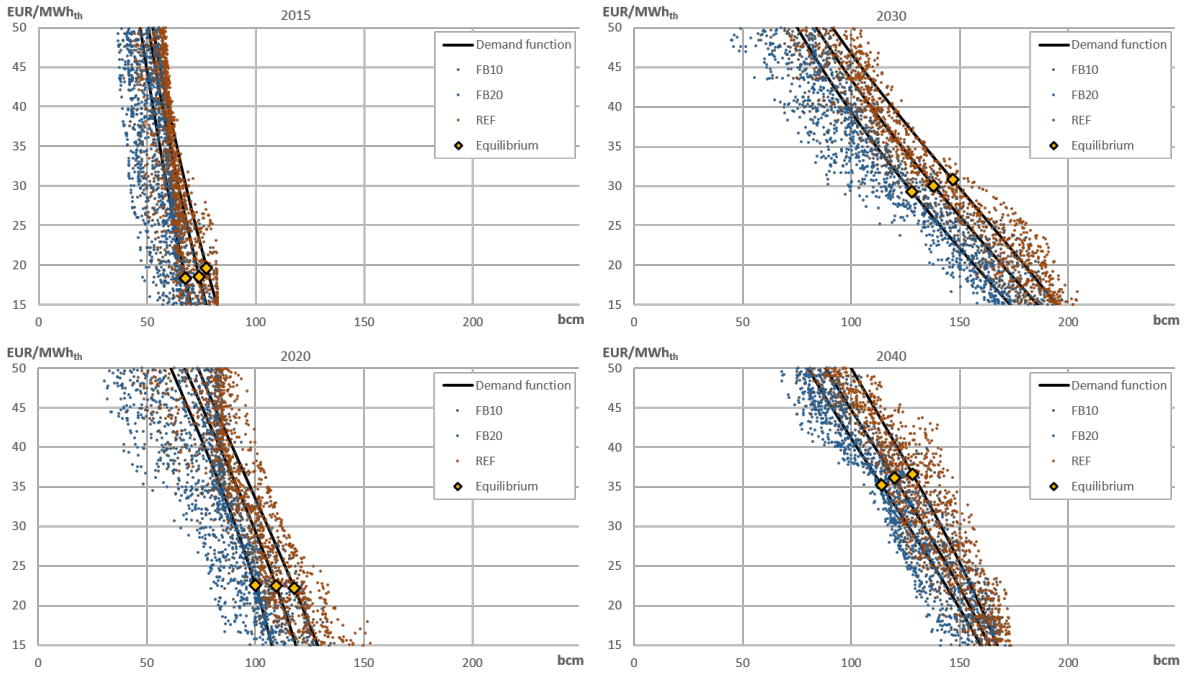 EUR/MWhth
2015
50
45
40
35
30
25
20
15
0
50
100
150
200
bcm
Demand function
FB10
FB20
REF
Equilibrium
EUR/MWhth
2030
50
45
40
35
30
25
20
15
0
50
100
150
200
bcm
Demand function
FB10
FB20
REF
Equilibrium
EUR/MWhth
2020
50
45
40
35
30
25
20
15
0
50
100
150
200
bcm
Demand function
FB10
FB20
REF
Equilibrium
EUR/MWhth
2040
50
45
40
35
30
25
20
15
0
50
100
150
200
bcm
Demand function
FB10
FB20
REF
Equilibrium